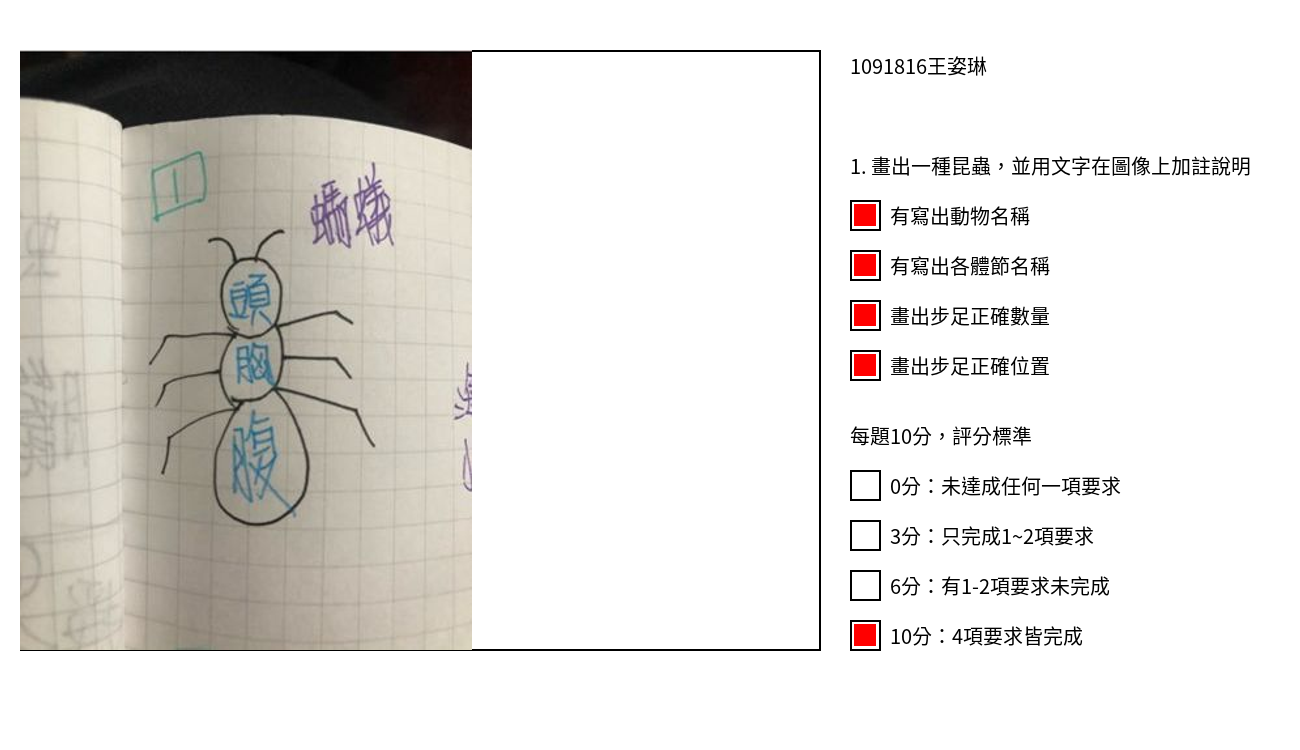 1
螞蟻
頭
胸
腹
1091816王姿琳
1. 畫出一種昆蟲，並用文字在圖像上加註說明
有寫出動物名稱
有寫出各體節名稱
畫出步足正確數量
畫出步足正確位置
每題10分，評分標準
0分：未達成任何一項要求
3分：只完成1~2項要求
6分：有1-2項要求未完成
10分：4項要求皆完成